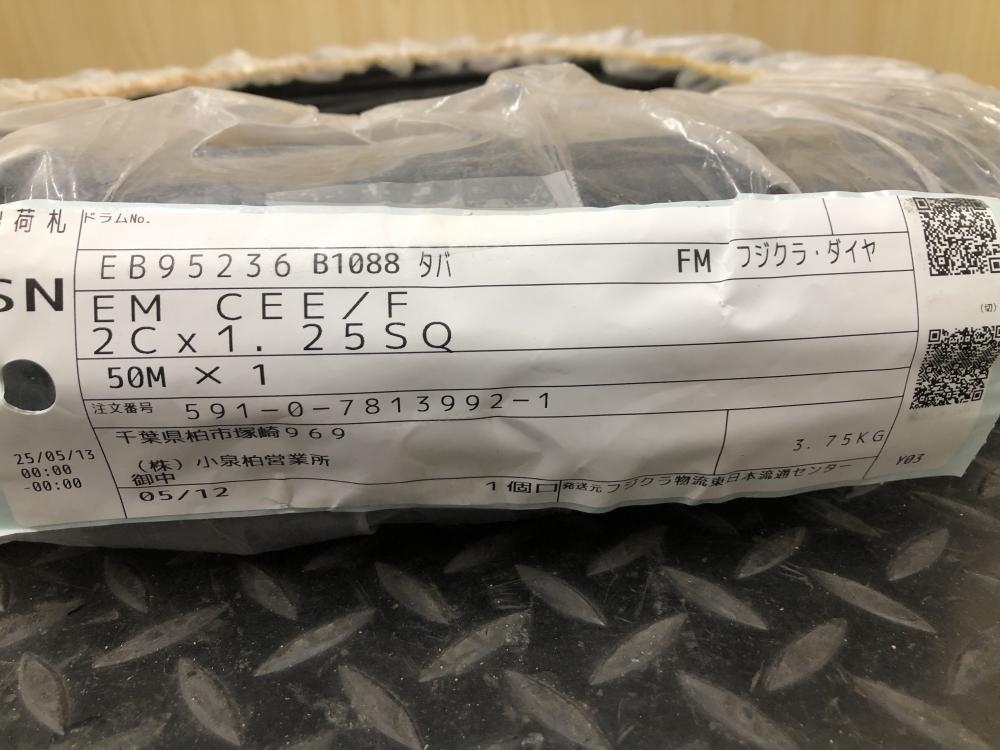 荷札
ドラムNo.
EB95236 B1088 タバ
FM フジクラ・ダイヤ
SN
EM CEE/F
2C×1.25SQ
50M × 1
(切)
注文番号 591-0-7813992-1
千葉県柏市塚崎969
3.75KG
25/05/13
00:00
-00:00
(株)小泉柏営業所
御中
Y03
05/12
1個口
発送元 フジクラ物流東日本流通センター